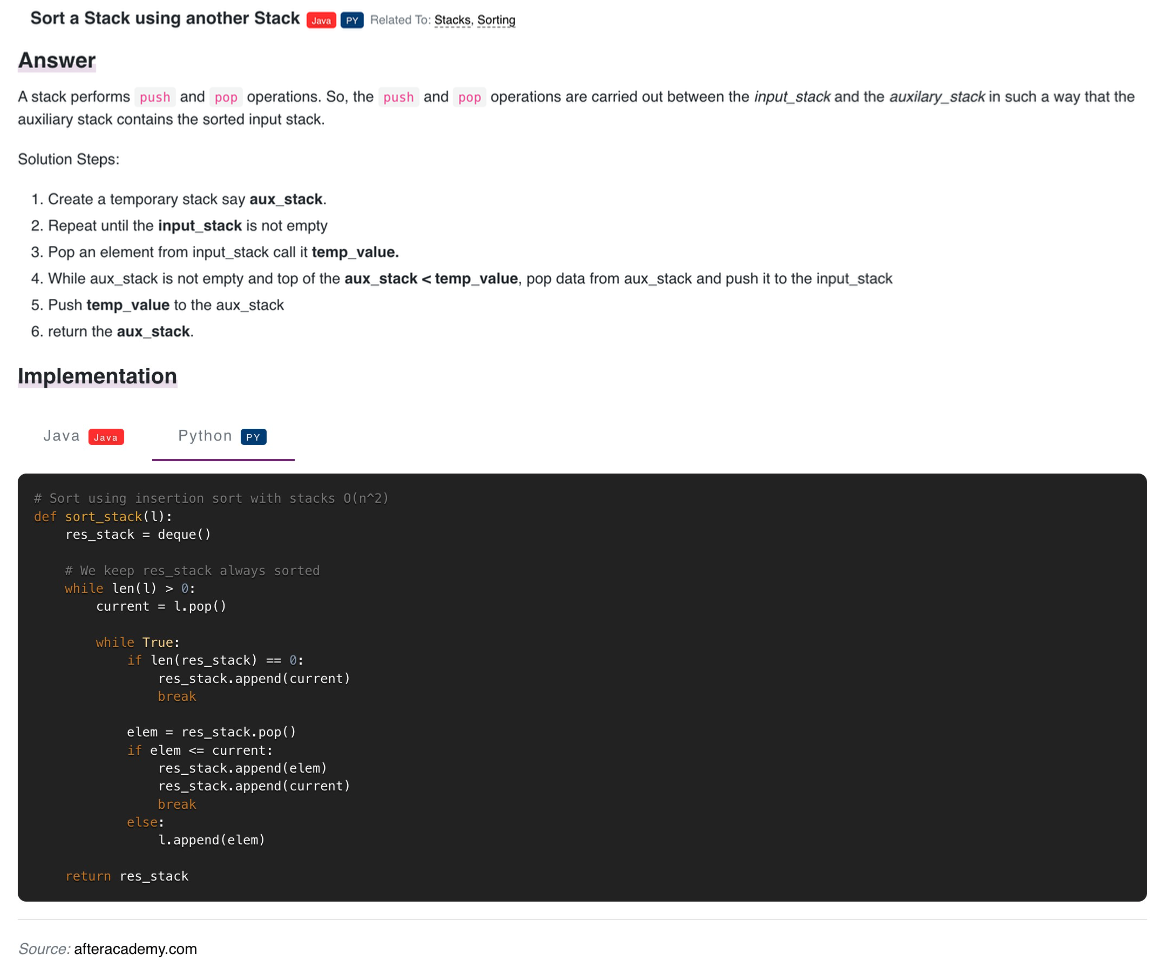 Sort a Stack using another Stack Java PY Related To: Stacks, Sorting
Answer
A stack performs push and pop operations. So, the push and pop operations are carried out between the input_stack and the auxilary_stack in such a way that the
auxiliary stack contains the sorted input stack.
Solution Steps:
1. Create a temporary stack say aux_stack.
2. Repeat until the input_stack is not empty
3. Pop an element from input_stack call it temp_value.
4. While aux_stack is not empty and top of the aux_stack < temp_value, pop data from aux_stack and push it to the input_stack
5. Push temp_value to the aux_stack
6. return the aux_stack.
Implementation
Java Java Python PY
# Sort using insertion sort with stacks O(n^2)
def sort_stack(l):
    res_stack = deque()
    # We keep res_stack always sorted
    while len(l) > 0:
        current = l.pop()
        while True:
            if len(res_stack) == 0:
                res_stack.append(current)
                break
            elem = res_stack.pop()
            if elem <= current:
                res_stack.append(elem)
                res_stack.append(current)
                break
            else:
                l.append(elem)
    return res_stack
Source: afteracademy.com